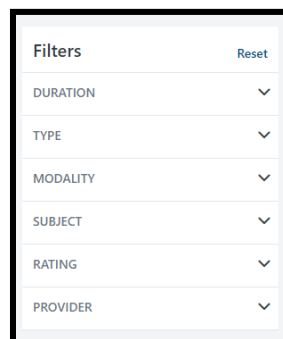 Filters Reset
DURATION
TYPE
MODALITY
SUBJECT
RATING
PROVIDER